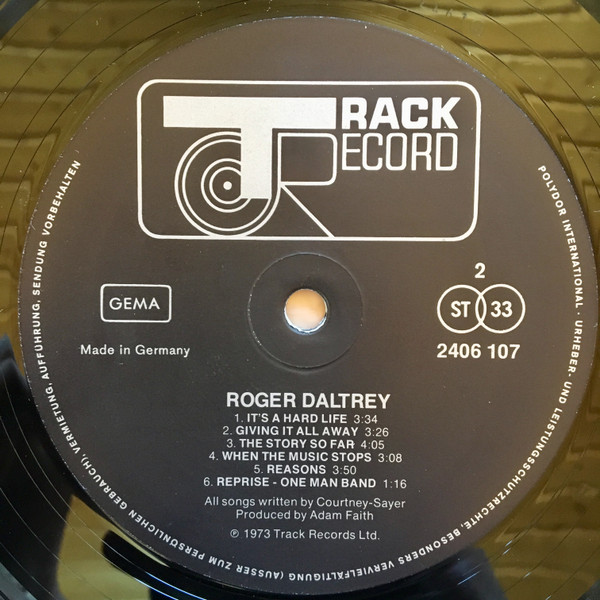 TRACK
RECORD
GEMA
Made in Germany
2
ST 33
2406 107
ROGER DALTREY
1. IT'S A HARD LIFE 3:34
2. GIVING IT ALL AWAY 3:26
3. THE STORY SO FAR 4:05
4. WHEN THE MUSIC STOPS 3:08
5. REASONS 3:50
6. REPRISE - ONE MAN BAND 1:16
All songs written by Courtney-Sayer
Produced by Adam Faith
℗ 1973 Track Records Ltd.
POLYDOR INTERNATIONAL · URHEBER- UND LEISTUNGSSCHUTZRECHTE, BESONDERS VERVIELFÄLTIGUNG (AUSSER ZUM PERSÖNLICHEN GEBRAUCH), VERMIETUNG, AUFFÜHRUNG, SENDUNG VORBEHALTEN